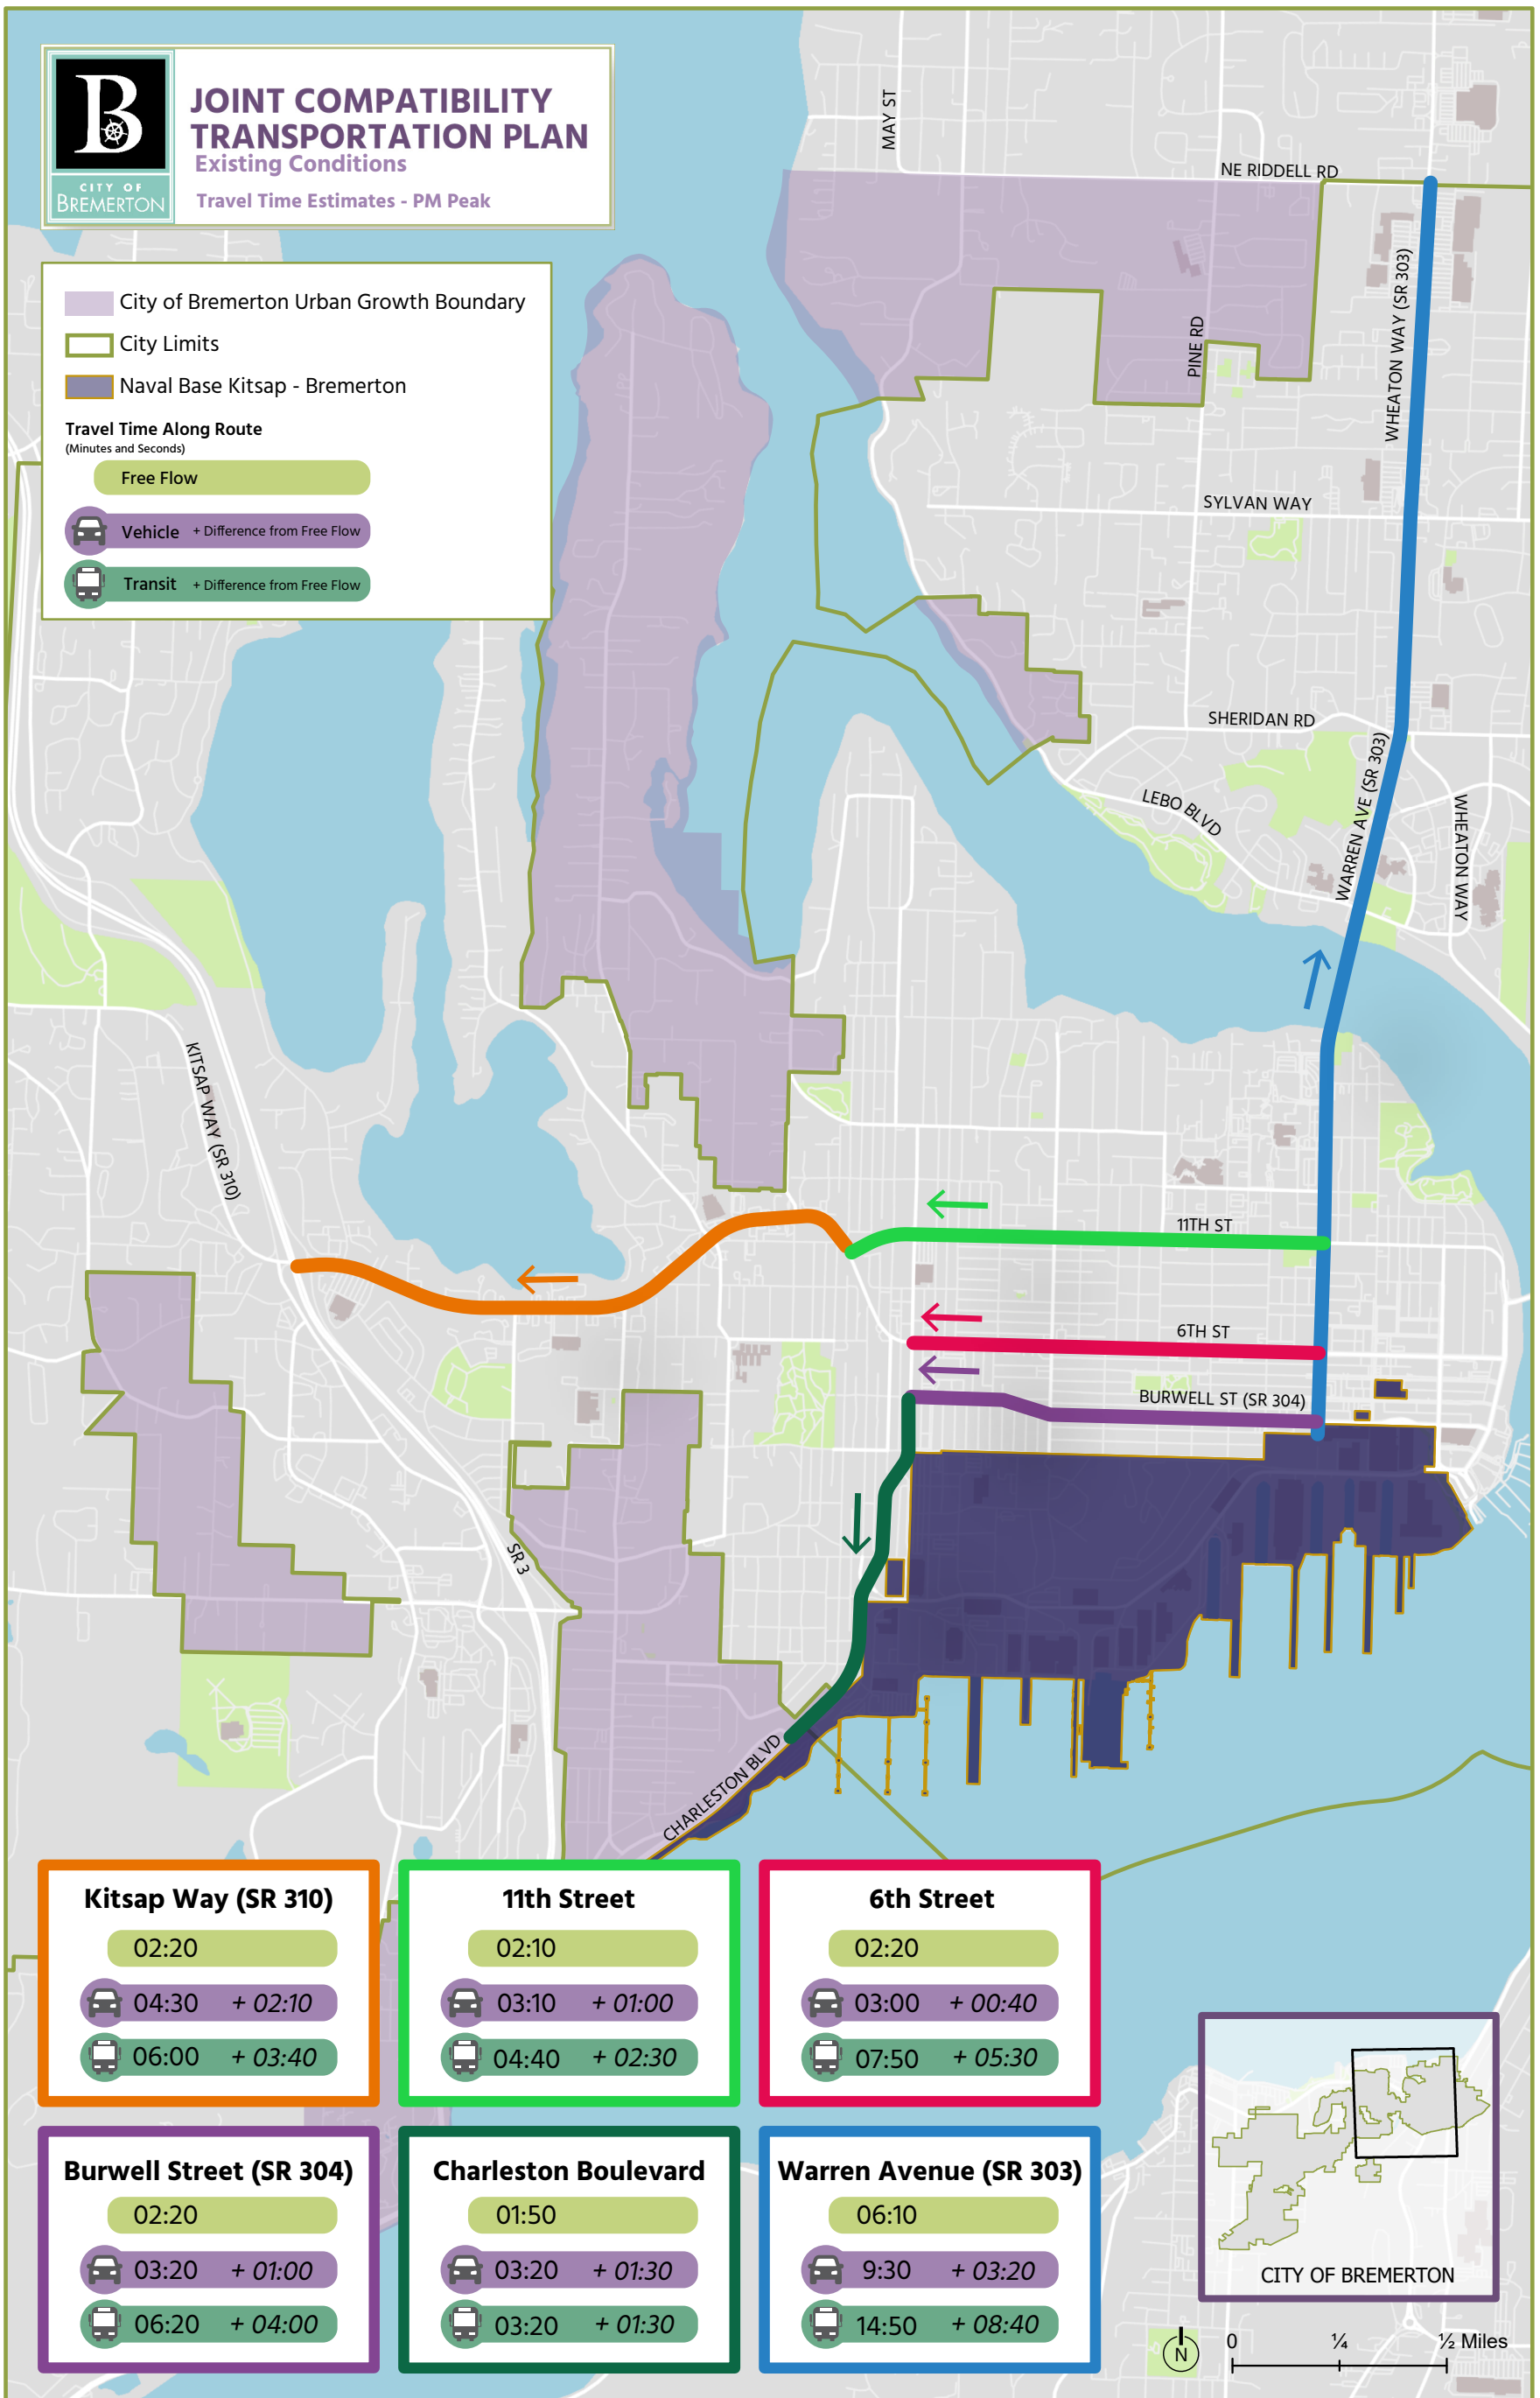 B
CITY OF
BREMERTON
JOINT COMPATIBILITY
TRANSPORTATION PLAN
Existing Conditions
Travel Time Estimates - PM Peak
City of Bremerton Urban Growth Boundary
City Limits
Naval Base Kitsap - Bremerton
Travel Time Along Route
(Minutes and Seconds)
Free Flow
Vehicle + Difference from Free Flow
Transit + Difference from Free Flow
MAY ST
NE RIDDELL RD
WHEATON WAY (SR 303)
PINE RD
SYLVAN WAY
SHERIDAN RD
LEBO BLVD
WARREN AVE (SR 303)
WHEATON WAY
KITSAP WAY (SR 310)
11TH ST
6TH ST
BURWELL ST (SR 304)
SR 3
CHARLESTON BLVD
Kitsap Way (SR 310)
02:20
04:30 + 02:10
06:00 + 03:40
11th Street
02:10
03:10 + 01:00
04:40 + 02:30
6th Street
02:20
03:00 + 00:40
07:50 + 05:30
Burwell Street (SR 304)
02:20
03:20 + 01:00
06:20 + 04:00
Charleston Boulevard
01:50
03:20 + 01:30
03:20 + 01:30
Warren Avenue (SR 303)
06:10
9:30 + 03:20
14:50 + 08:40
CITY OF BREMERTON
N
0 ¼ ½ Miles